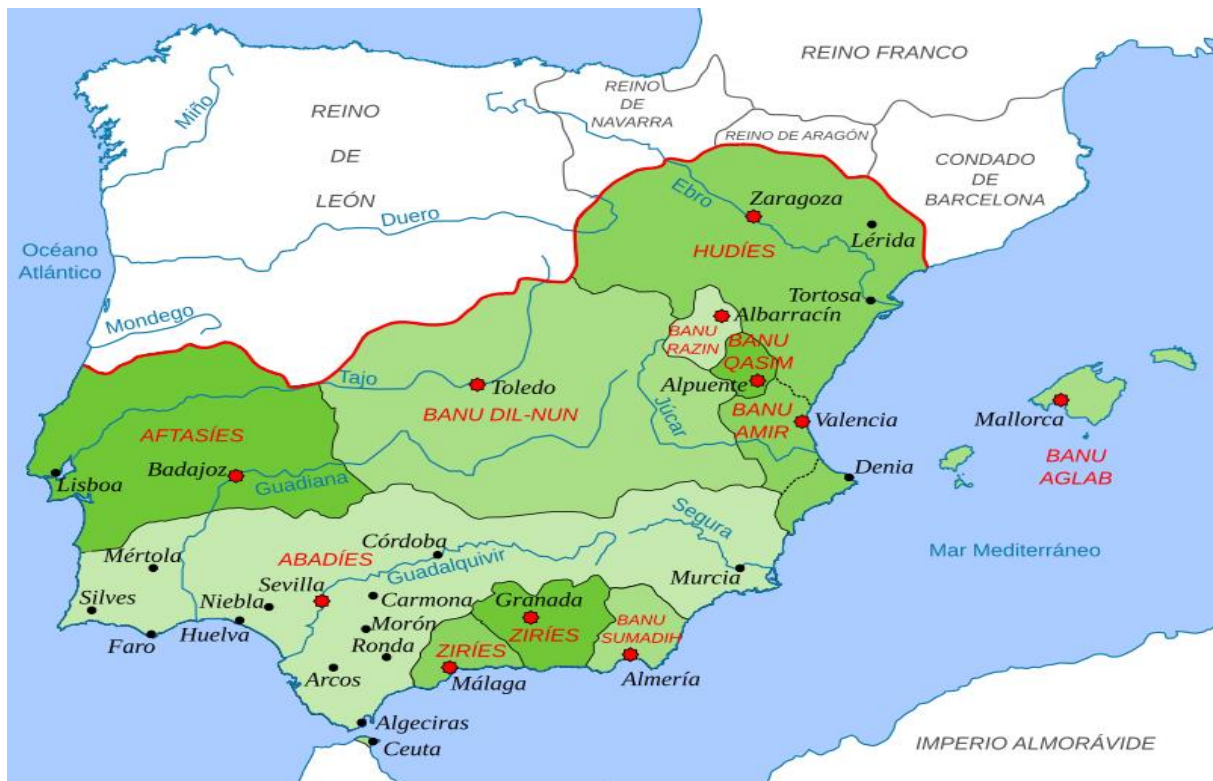 REINO FRANCO
REINO
DE
NAVARRA
REINO DE ARAGÓN
CONDADO
DE
BARCELONA
REINO
DE
LEÓN
Miño
Duero
Ebro
Zaragoza
Lérida
HUDÍES
Océano
Atlántico
Mondego
Tortosa
Albarracín
BANU
RAZIN
BANU
QASIM
Alpuente
Tajo
Toledo
BANU DIL-NUN
Júcar
BANU
AMIR
Valencia
Mallorca
BANU
AGLAB
AFTASÍES
Badajoz
Lisboa
Guadiana
Denia
Segura
Mar Mediterráneo
Mértola
ABADÍES
Córdoba
Guadalquivir
Murcia
Silves
Niebla
Sevilla
Carmona
Granada
BANU
SUMADIH
Faro
Huelva
Morón
Ronda
ZIRÍES
ZIRÍES
Arcos
Málaga
Almería
Algeciras
Ceuta
IMPERIO ALMORÁVIDE